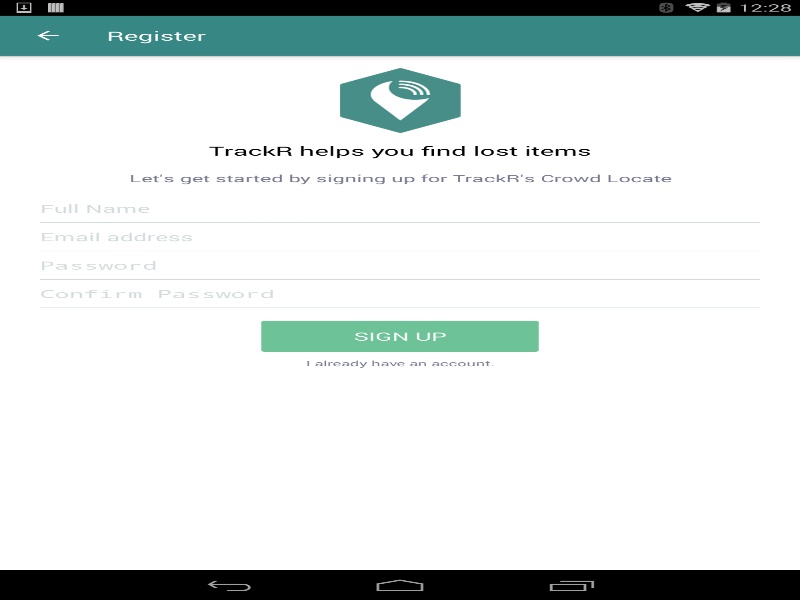 12:28
Register
TrackR helps you find lost items
Let's get started by signing up for TrackR's Crowd Locate
Full Name
Email address
Password
Confirm Password
SIGN UP
I already have an account.